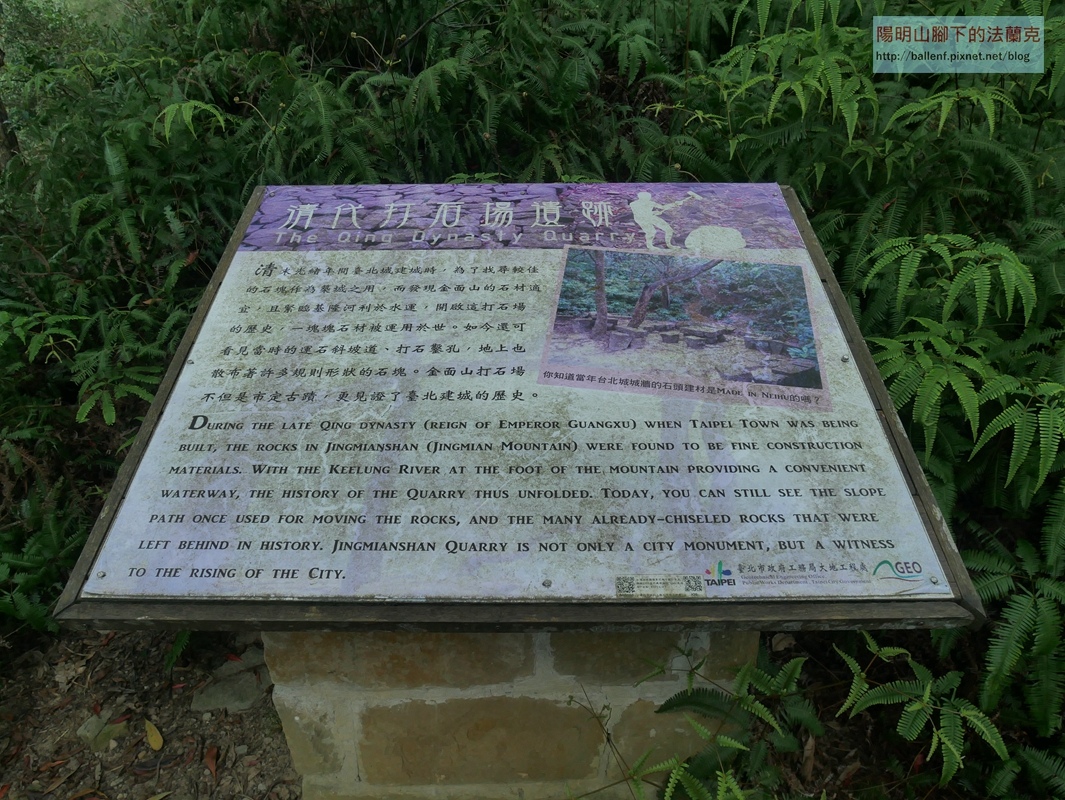 陽明山腳下的法蘭克
http://ballenf.pixnet.net/blog
清代打石場遺跡
The Qing Dynasty Quarry
清末光緒年間臺北城建城時，為了找尋較佳
的石塊作為築城之用，而發現金面山的石材適
宜，且緊臨基隆河利於水運，開啟這打石場
的歷史，一塊塊石材被運用於世。如今還可
看見當時的運石斜坡道、打石鑿孔，地上也
散布著許多規則形狀的石塊。金面山打石場
不但是市定古蹟，更見證了臺北建城的歷史。
你知道當年台北城城牆的石頭建材是Made in Neihu的嗎？
During the late Qing dynasty (reign of Emperor Guangxu) when Taipei Town was being
built, the rocks in Jingmianshan (Jingmian Mountain) were found to be fine construction
materials. With the Keelung River at the foot of the mountain providing a convenient
waterway, the history of the Quarry thus unfolded. Today, you can still see the slope
path once used for moving the rocks, and the many already-chiseled rocks that were
left behind in history. Jingmianshan Quarry is not only a city monument, but a witness
to the rising of the City.
TAIPEI
臺北市政府工務局大地工程處
Geotechnical Engineering Office
Public Works Department, Taipei City Government
GEO